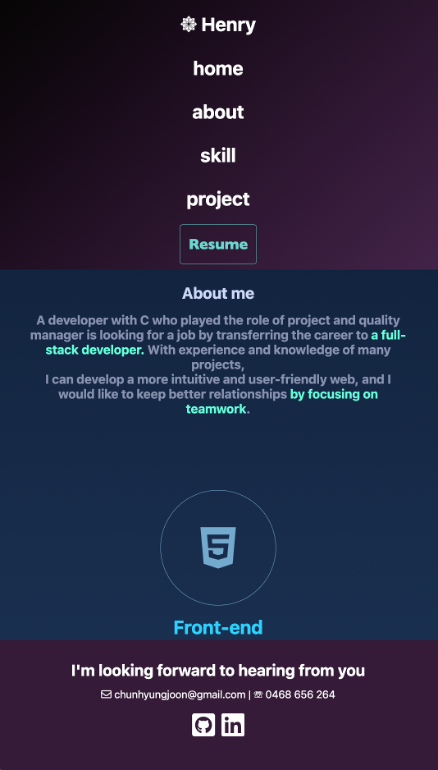 Henry
home
about
skill
project
Resume
About me
A developer with C who played the role of project and quality
manager is looking for a job by transferring the career to a full-
stack developer. With experience and knowledge of many
projects,
I can develop a more intuitive and user-friendly web, and I
would like to keep better relationships by focusing on
teamwork.
5
Front-end
I'm looking forward to hearing from you
chunhyungjoon@gmail.com | ☏ 0468 656 264
in